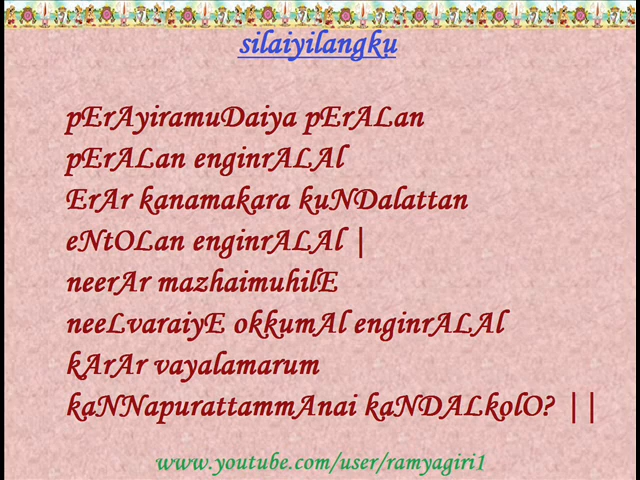 silaiyilangku
pErAyiramuDaiya pErALan
pErALan enginrALAl
ErAr kanamakara kuNDalattan
eNtOLan enginrALAl |
neerAr mazhaimuhilE
neeLvaraiyE okkumAl enginrALAl
kArAr vayalamarum
kaNNapurattammAnai kaNDALkolO? ||
www.youtube.com/user/ramyagiri1